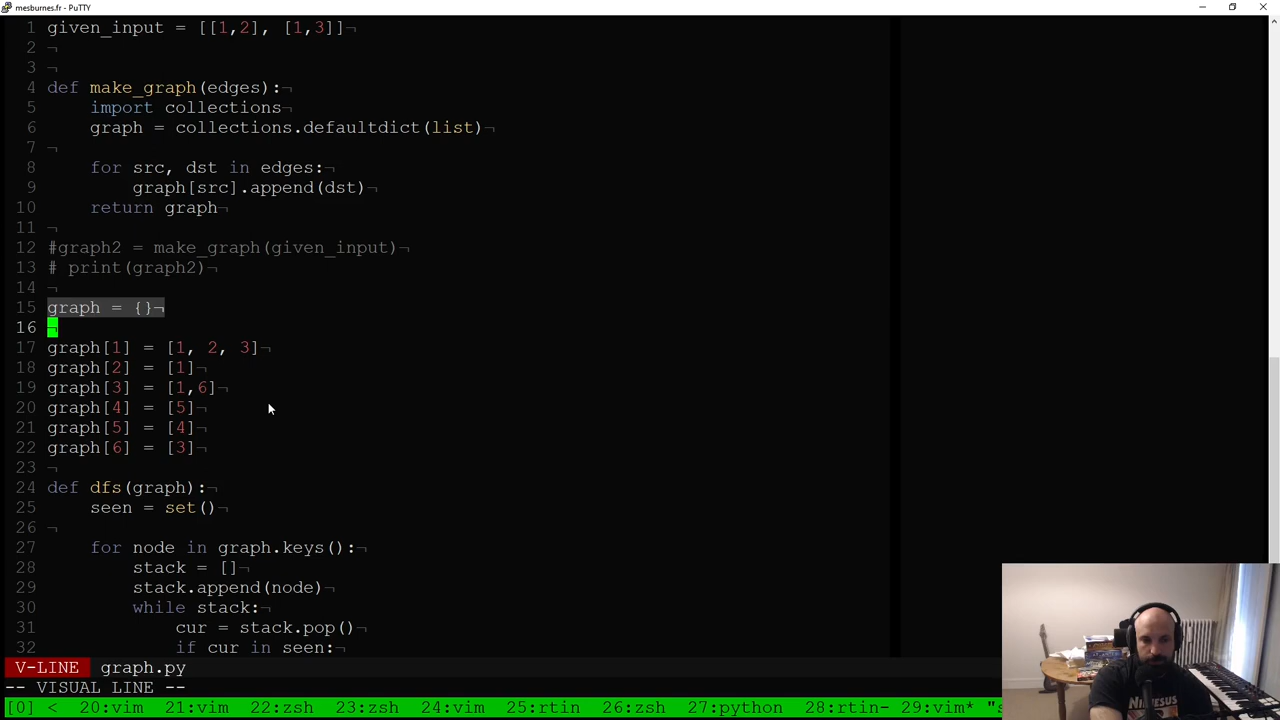 mesburnes.fr - PuTTY
1 given_input = [[1,2], [1,3]]¬
2 ¬
3 ¬
4 def make_graph(edges):¬
5 import collections¬
6 graph = collections.defaultdict(list)¬
7 ¬
8 for src, dst in edges:¬
9 graph[src].append(dst)¬
10 return graph¬
11 ¬
12 #graph2 = make_graph(given_input)¬
13 # print(graph2)¬
14 ¬
15 graph = {}¬
16 ¬
17 graph[1] = [1, 2, 3]¬
18 graph[2] = [1]¬
19 graph[3] = [1,6]¬
20 graph[4] = [5]¬
21 graph[5] = [4]¬
22 graph[6] = [3]¬
23 ¬
24 def dfs(graph):¬
25 seen = set()¬
26 ¬
27 for node in graph.keys():¬
28 stack = []¬
29 stack.append(node)¬
30 while stack:¬
31 cur = stack.pop()¬
32 if cur in seen:¬
V-LINE graph.py
-- VISUAL LINE --
[0] < 20:vim 21:vim 22:zsh 23:zsh 24:vim 25:rtin 26:zsh 27:python 28:rtin- 29:vim* "s